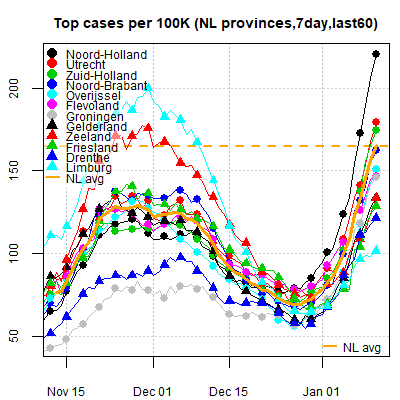 Top cases per 100K (NL provinces,7day,last60)
Noord-Holland
Utrecht
Zuid-Holland
Noord-Brabant
Overijssel
Flevoland
Groningen
Gelderland
Zeeland
Friesland
Drenthe
Limburg
NL avg
200
150
100
50
NL avg
Nov 15
Dec 01
Dec 15
Jan 01